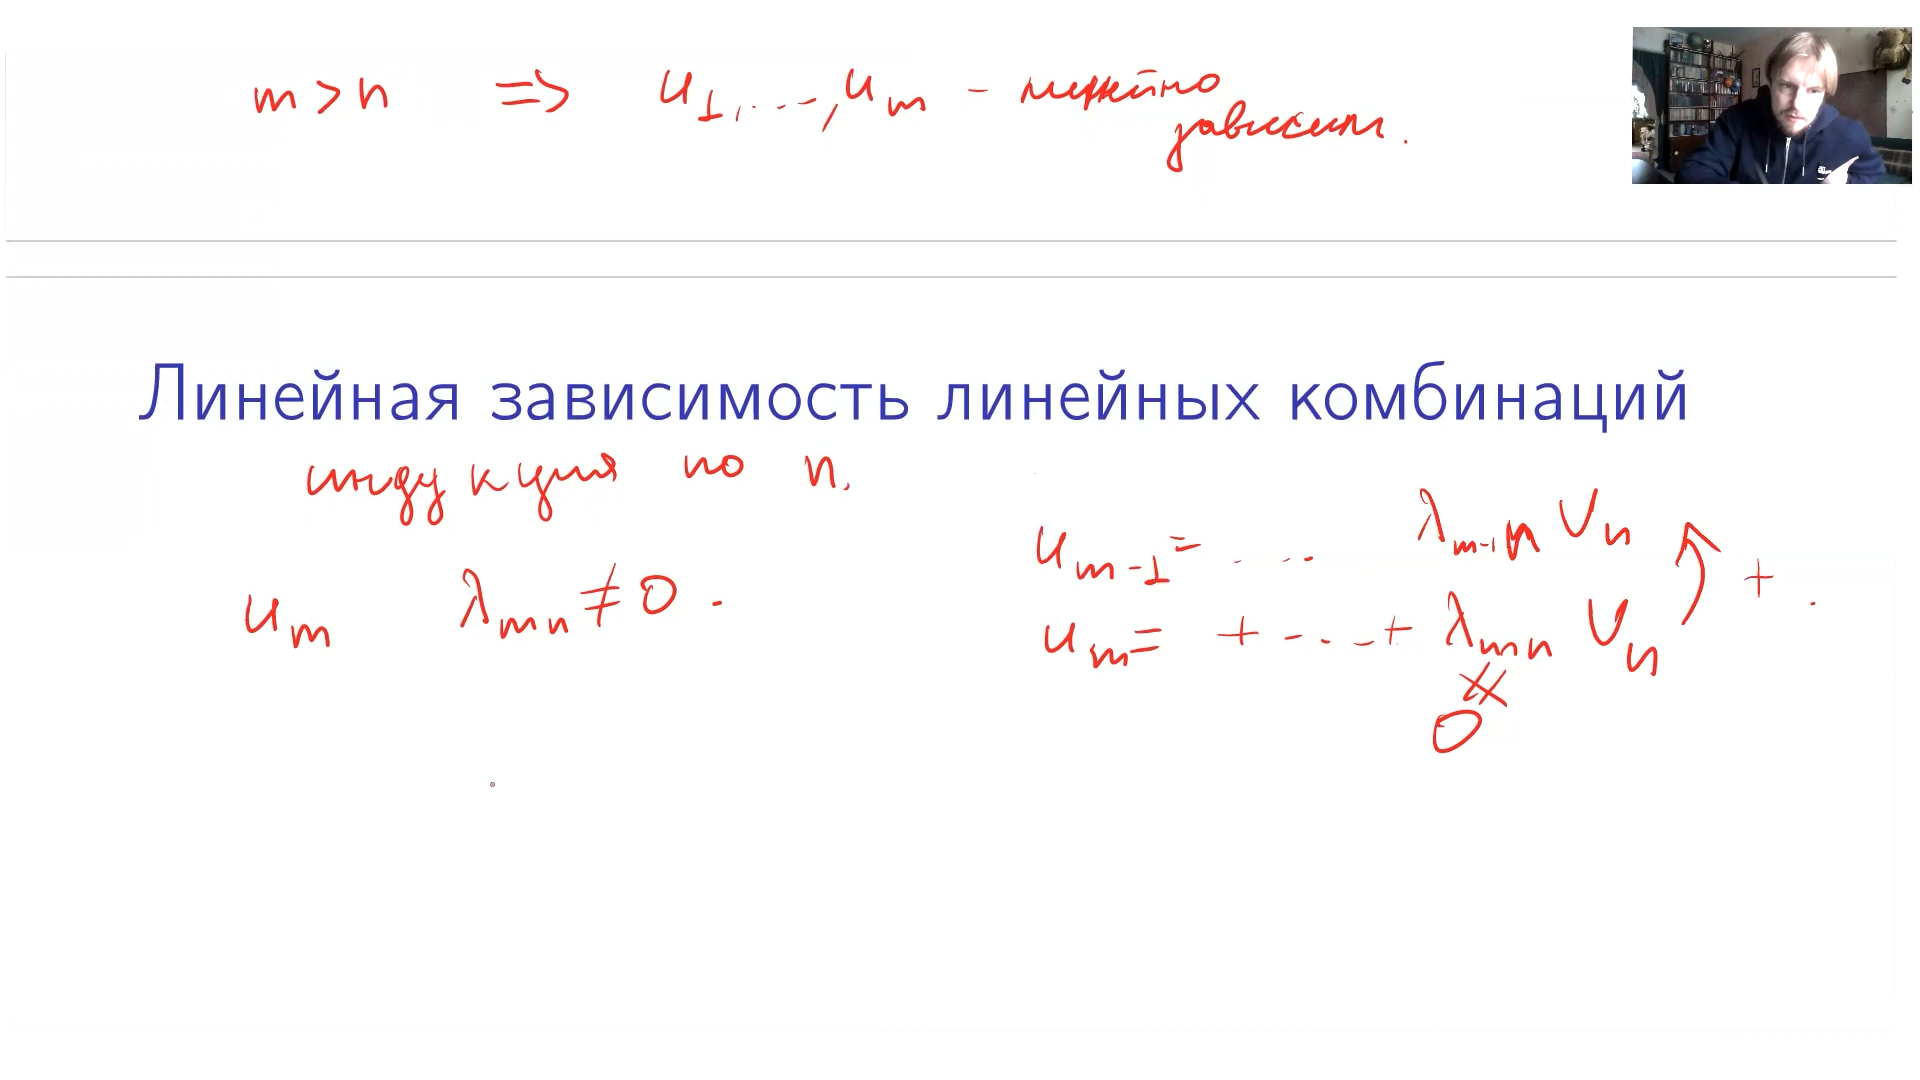 m > n => u₁, ..., uₘ - линейно
зависим.
Линейная зависимость линейных комбинаций
индукция по n.
uₘ₋₁ = ... λₘ₋₁ₙ Vₙ
uₘ λₘₙ ≠ 0.
uₘ = + ... + λₘₙ Vₙ +
≠
0